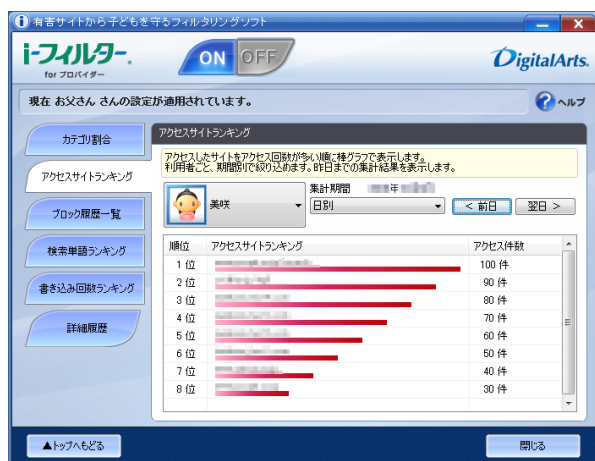 有害サイトから子どもを守るフィルタリングソフト
i-フィルター.
for プロバイダー
ON OFF
DigitalArts.
現在 お父さん さんの設定が適用されています。
ヘルプ
カテゴリ割合
アクセスサイトランキング
ブロック履歴一覧
検索単語ランキング
書き込み回数ランキング
詳細履歴
アクセスサイトランキング
アクセスしたサイトをアクセス回数が多い順に棒グラフで表示します。
利用者ごと、期間別で絞り込めます。昨日までの集計結果を表示します。
美咲
集計期間 年
日別
< 前日
翌日 >
順位 アクセスサイトランキング アクセス件数
1 位 100 件
2 位 90 件
3 位 80 件
4 位 70 件
5 位 60 件
6 位 50 件
7 位 40 件
8 位 30 件
▲トップへもどる
閉じる